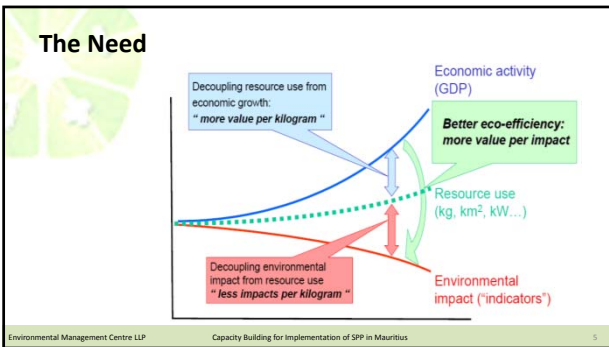 The Need
Decoupling resource use from
economic growth:
“ more value per kilogram “
Economic activity
(GDP)
Better eco-efficiency:
more value per impact
Resource use
(kg, km², kW…)
Decoupling environmental
impact from resource use
“ less impacts per kilogram “
Environmental
impact (“indicators”)
Environmental Management Centre LLP
Capacity Building for Implementation of SPP in Mauritius
5